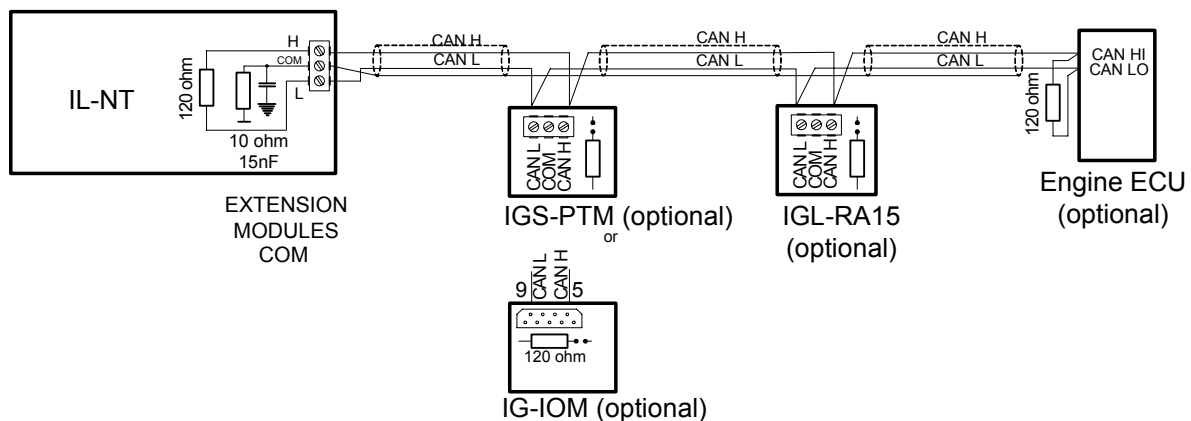 H
COM
L
120 ohm
IL-NT
10 ohm
15nF
EXTENSION
MODULES
COM
CAN H
CAN L
CAN H
CAN L
CAN H
CAN L
CAN L
COM
CAN H
IGS-PTM (optional)
or
9
CAN L
CAN H
5
120 ohm
IG-IOM (optional)
CAN L
COM
CAN H
IGL-RA15
(optional)
CAN HI
CAN LO
120 ohm
Engine ECU
(optional)